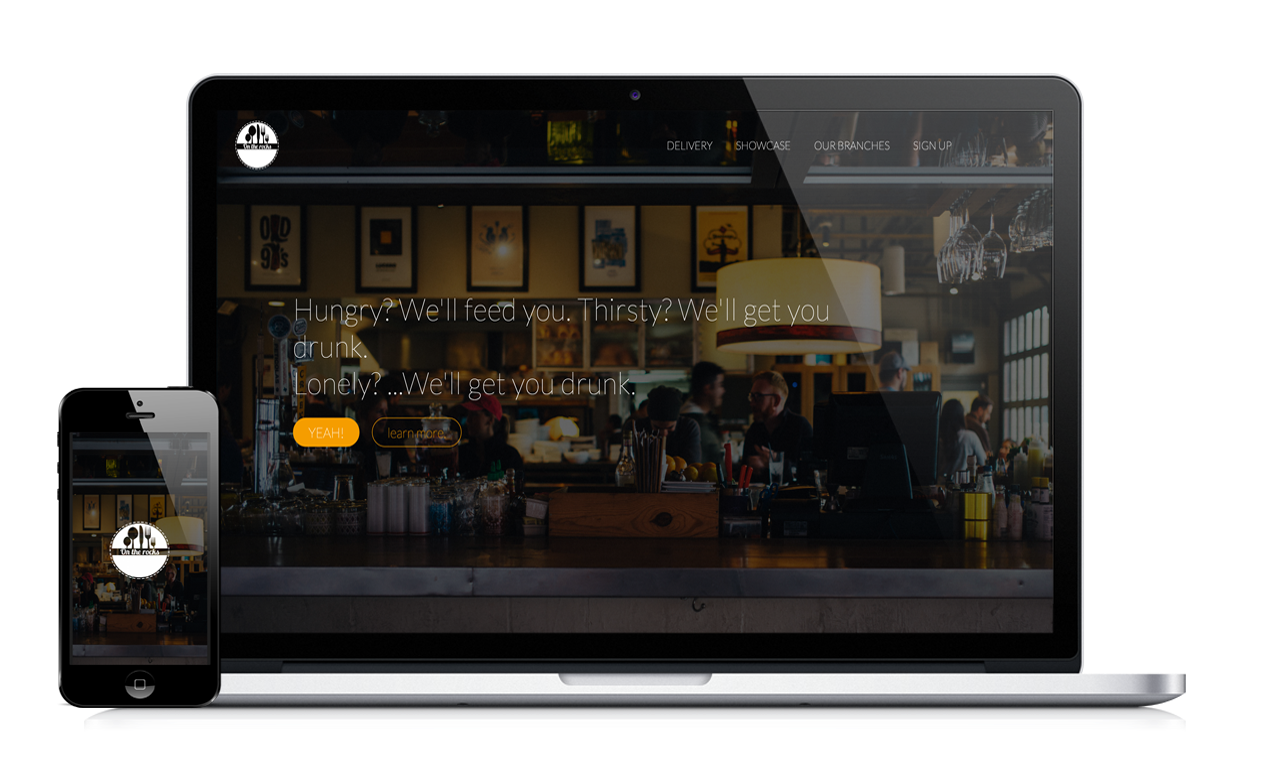 On the rocks
DELIVERY SHOWCASE OUR BRANCHES SIGN UP
OLD
9's
Hungry? We'll feed you. Thirsty? We'll get you
drunk.
Lonely? ...We'll get you drunk.
YEAH! learn more
On the rocks